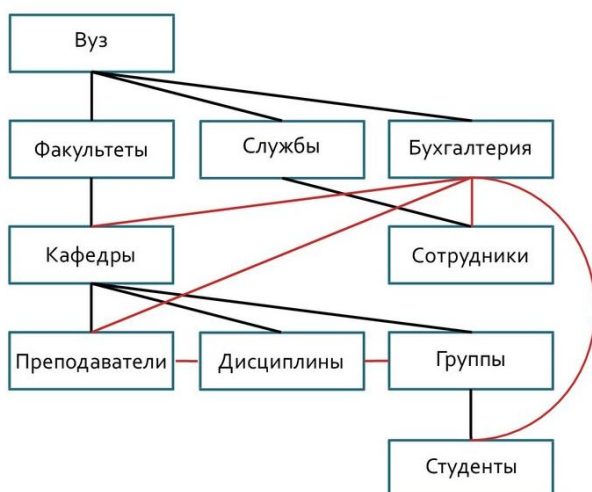 Вуз
Факультеты
Службы
Бухгалтерия
Кафедры
Сотрудники
Преподаватели
Дисциплины
Группы
Студенты